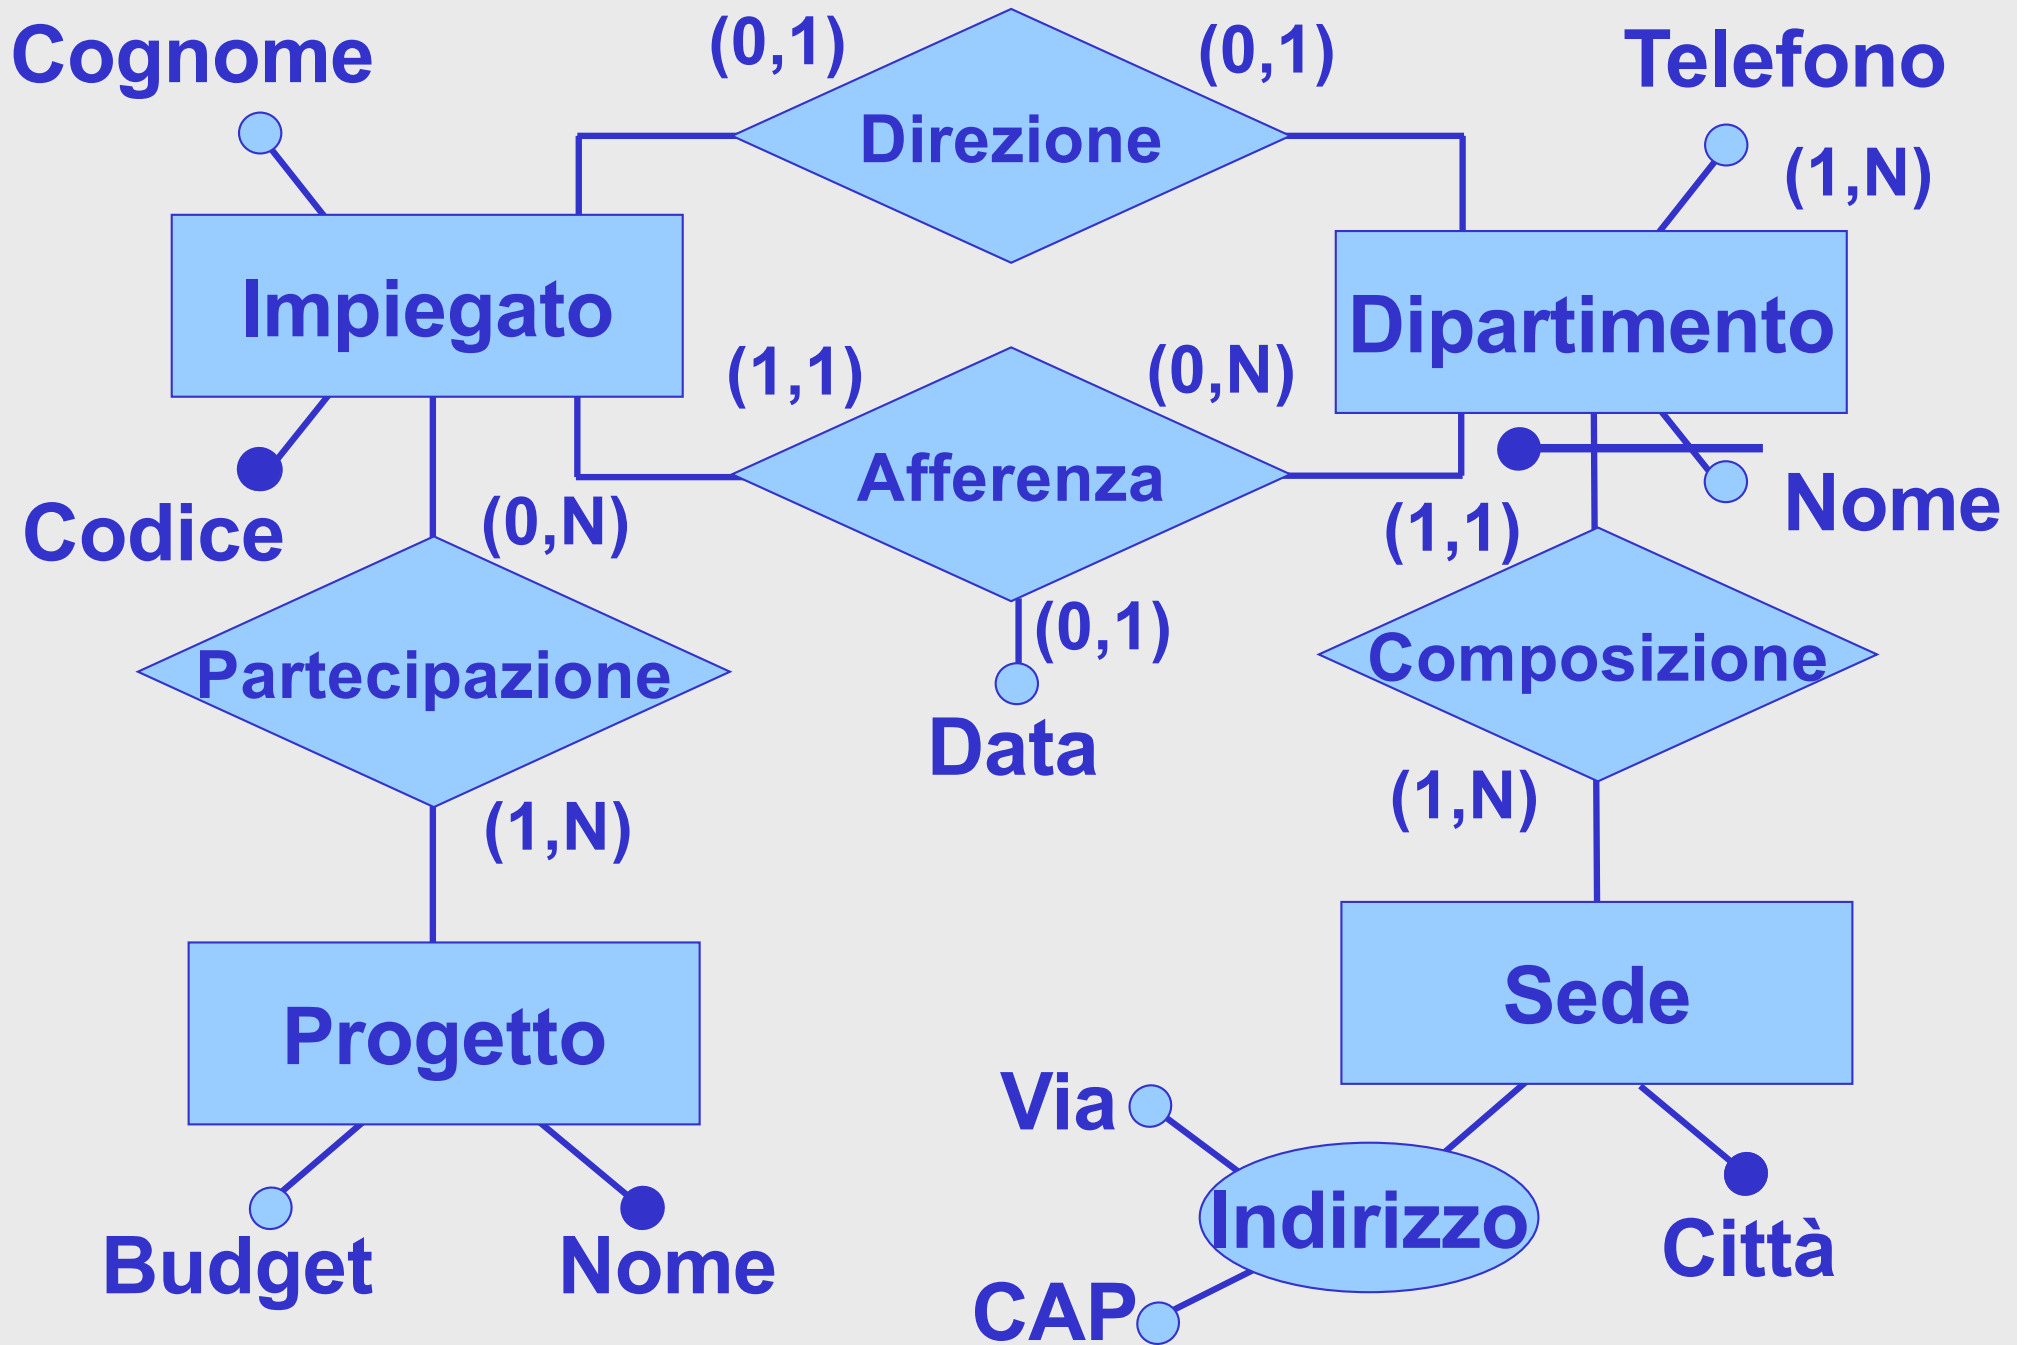 Cognome
(0,1)
(0,1)
Telefono
Direzione
(1,N)
Impiegato
Dipartimento
(1,1)
(0,N)
Afferenza
Codice
(0,N)
(1,1)
Nome
(0,1)
Partecipazione
Composizione
Data
(1,N)
(1,N)
Sede
Progetto
Via
Indirizzo
Città
Budget
Nome
CAP